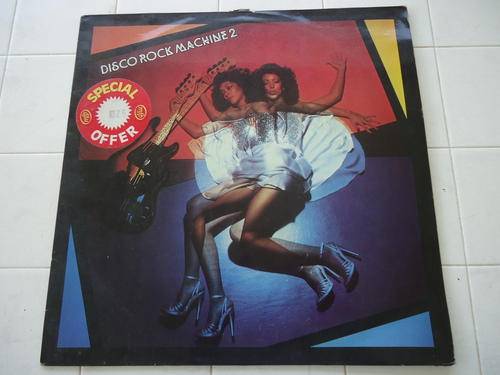 DISCO ROCK MACHINE 2
SPECIAL
OFFER